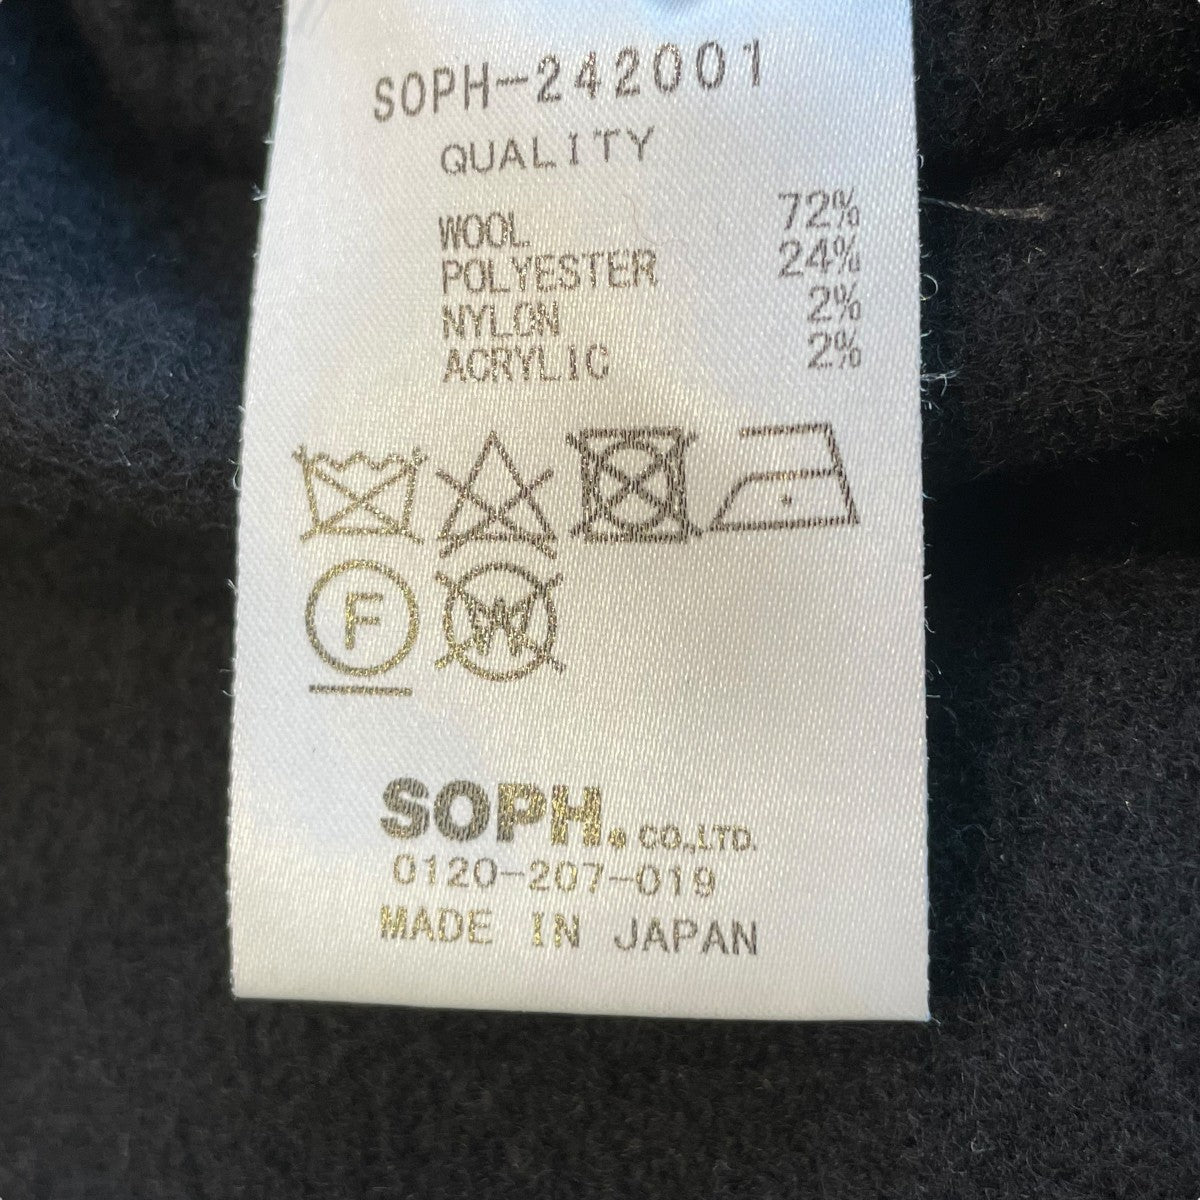 SOPH-242001
QUALITY
WOOL 72%
POLYESTER 24%
NYLON 2%
ACRYLIC 2%
F
W
SOPH. CO.,LTD.
0120-207-019
MADE IN JAPAN